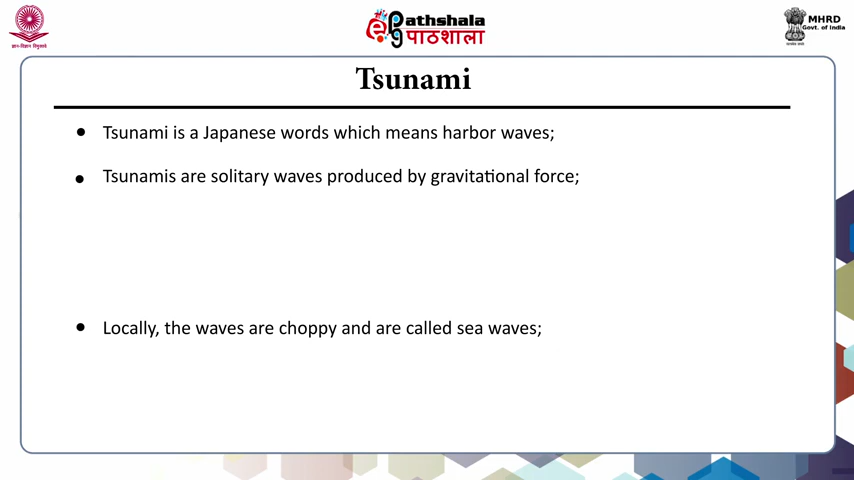 ePathshala
पाठशाला
MHRD
Govt. of India
Tsunami
• Tsunami is a Japanese words which means harbor waves;
• Tsunamis are solitary waves produced by gravitational force;
• Locally, the waves are choppy and are called sea waves;